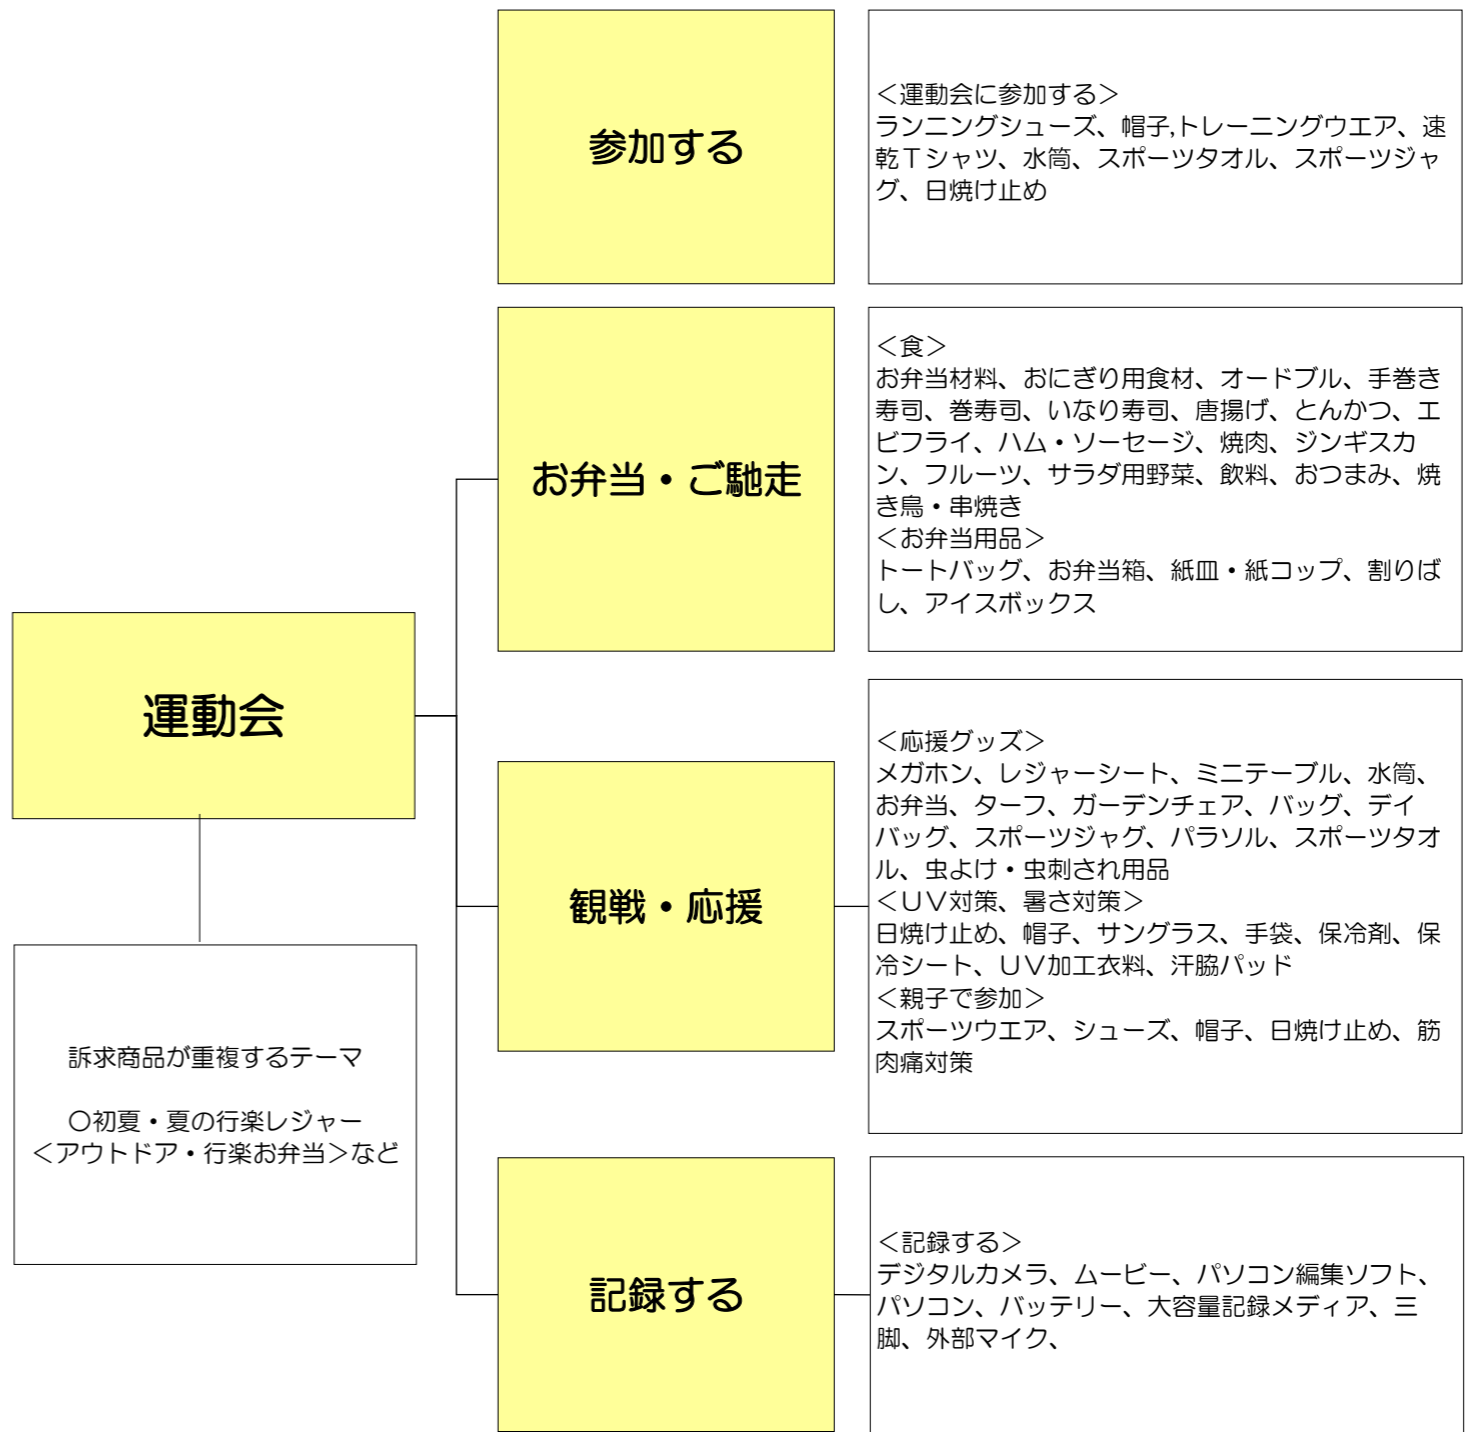 参加する
＜運動会に参加する＞
ランニングシューズ、帽子,トレーニングウエア、速
乾Ｔシャツ、水筒、スポーツタオル、スポーツジャ
グ、日焼け止め
お弁当・ご馳走
＜食＞
お弁当材料、おにぎり用食材、オードブル、手巻き
寿司、巻寿司、いなり寿司、唐揚げ、とんかつ、エ
ビフライ、ハム・ソーセージ、焼肉、ジンギスカ
ン、フルーツ、サラダ用野菜、飲料、おつまみ、焼
き鳥・串焼き
＜お弁当用品＞
トートバッグ、お弁当箱、紙皿・紙コップ、割りば
し、アイスボックス
運動会
訴求商品が重複するテーマ
〇初夏・夏の行楽レジャー
＜アウトドア・行楽お弁当＞など
観戦・応援
＜応援グッズ＞
メガホン、レジャーシート、ミニテーブル、水筒、
お弁当、ターフ、ガーデンチェア、バッグ、デイ
バッグ、スポーツジャグ、パラソル、スポーツタオ
ル、虫よけ・虫刺され用品
＜ＵＶ対策、暑さ対策＞
日焼け止め、帽子、サングラス、手袋、保冷剤、保
冷シート、ＵＶ加工衣料、汗脇パッド
＜親子で参加＞
スポーツウエア、シューズ、帽子、日焼け止め、筋
肉痛対策
記録する
＜記録する＞
デジタルカメラ、ムービー、パソコン編集ソフト、
パソコン、バッテリー、大容量記録メディア、三
脚、外部マイク、